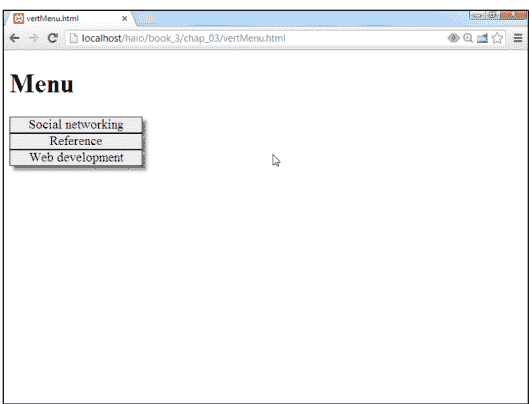 vertMenu.html
localhost/haio/book_3/chap_03/vertMenu.html
Menu
Social networking
Reference
Web development